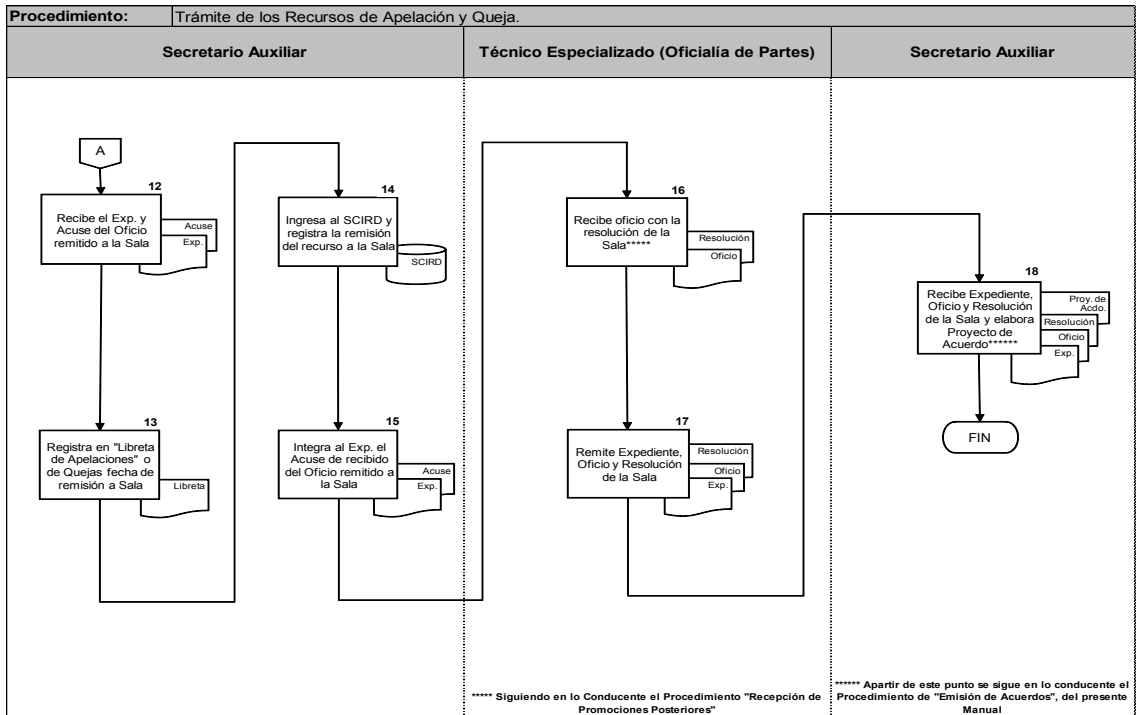 Procedimiento: Trámite de los Recursos de Apelación y Queja.
Secretario Auxiliar
Técnico Especializado (Oficialía de Partes)
Secretario Auxiliar
A
12
Recibe el Exp. y
Acuse del Oficio
remitido a la Sala
Acuse
Exp.
13
Registra en "Libreta
de Apelaciones" o
de Quejas fecha de
remisión a Sala
Libreta
14
Ingresa al SCIRD y
registra la remisión
del recurso a la Sala
SCIRD
15
Integra al Exp. el
Acuse de recibido
del Oficio remitido a
la Sala
Acuse
Exp.
16
Recibe oficio con la
resolución de la
Sala*****
Resolución
Oficio
17
Remite Expediente,
Oficio y Resolución
de la Sala
Resolución
Oficio
Exp.
18
Recibe Expediente,
Oficio y Resolución
de la Sala y elabora
Proyecto de
Acuerdo******
Proy. de
Acdo.
Resolución
Oficio
Exp.
FIN
***** Siguiendo en lo Conducente el Procedimiento "Recepción de
Promociones Posteriores"
****** Apartir de este punto se sigue en lo conducente el
Procedimiento de "Emisión de Acuerdos", del presente
Manual